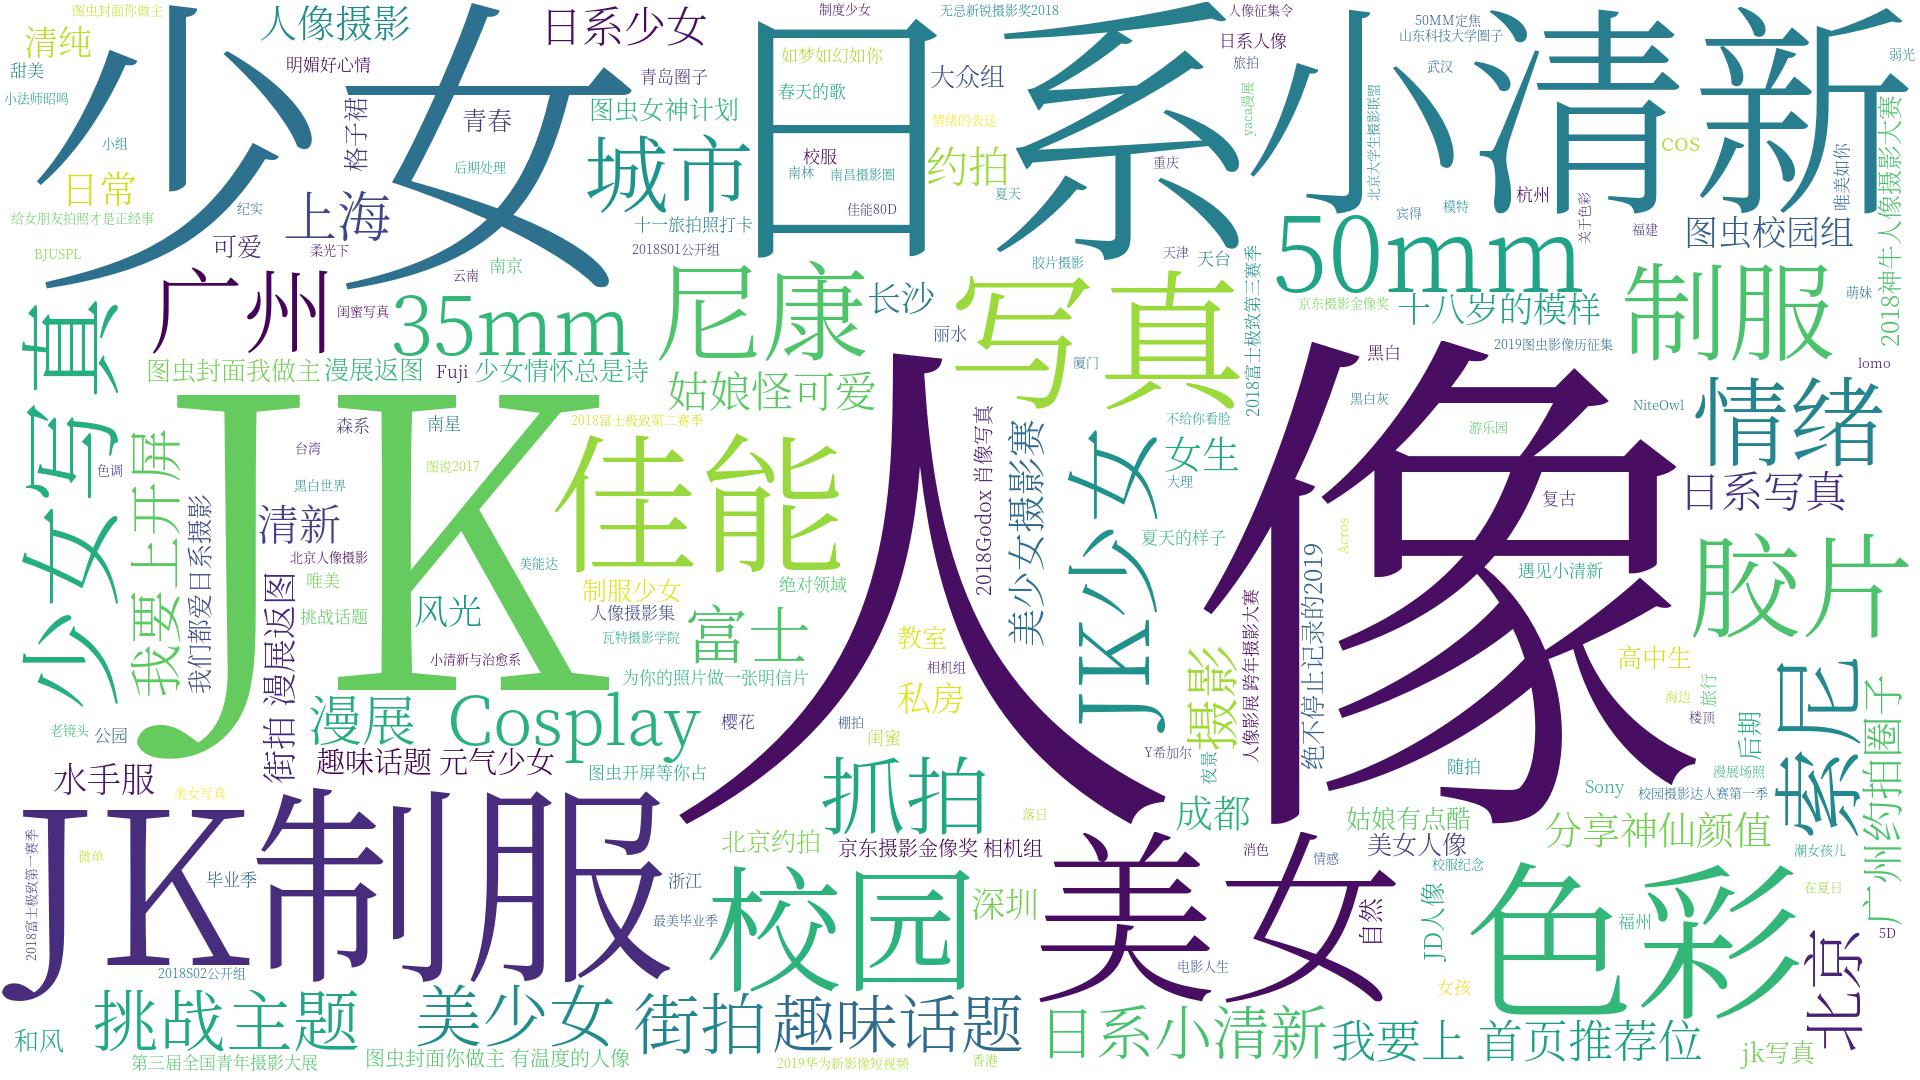 图虫封面你做主
清纯
甜美
小法师昭鸣
少女
人像摄影
明媚好心情
日系少女
制度少女
无忌新锐摄影奖2018
人像征集令
50MM定焦
山东科技大学圈子
日系小清新
弱光
青岛圈子
如梦如幻如你
大众组
日系人像
旅拍
武汉
图虫女神计划
春天的歌
情绪的表达
yaca漫展
北京大学生摄影联盟
2018神牛人像摄影大赛
小组
格子裙
青春
后期处理
城市
校服
南林
南昌摄影圈
约拍
夏天
重庆
cos
唯美如你
日常
给女朋友拍照才是正经事
纪实
上海
佳能80D
十一旅拍照打卡
2018S01公开组
杭州
宾得
模特
关于色彩
福建
图虫校园组
BJUSPL
可爱
柔光下
云南
南京
胶片摄影
天津
天台
2018富士极致第三赛季
50mm
京东摄影金像奖
十八岁的模样
制服
萌妹
少女写真
广州
闺蜜写真
35mm
尼康
长沙
丽水
写真
厦门
黑白
2019图虫影像历征集
lomo
图虫封面我做主
漫展返图
Fuji
少女情怀总是诗
姑娘怪可爱
人像
黑白灰
NiteOwl
情绪
JK
森系
南星
台湾
2018富士极致第二赛季
不给你看脸
游乐园
色调
我要上开屏
我们都爱日系摄影
图说2017
黑白世界
佳能
2018Godox 肖像写真
美少女摄影赛
JK少女
女生
大理
复古
日系写真
清新
北京人像摄影
唯美
挑战话题
街拍 漫展返图
美能达
制服少女
绝对领域
夏天的样子
Acros
遇见小清新
胶片
风光
人像摄影集
瓦特摄影学院
富士
小清新与治愈系
为你的照片做一张明信片
教室
相机组
私房
摄影
人像影展 跨年摄影大赛
绝不停止记录的2019
高中生
海边
旅行
楼顶
索尼
广州约拍圈子
老镜头
公园
漫展
Cosplay
樱花
棚拍
闺蜜
Y希加尔
夜景
随拍
后期
漫展场照
水手服
趣味话题 元气少女
图虫开屏等你占
美女写真
抓拍
落日
成都
Sony
校园摄影达人赛第一季
JK制服
2018富士极致第一赛季
微单
毕业季
北京约拍
京东摄影金像奖 相机组
消色
情感
姑娘有点酷
美女人像
校服纪念
分享神仙颜值
潮女孩儿
浙江
最美毕业季
校园
深圳
美女
自然
JD人像
色彩
福州
在夏日
5D
北京
2018S02公开组
电影人生
女孩
和风
挑战主题
美少女
街拍
趣味话题
日系小清新
我要上 首页推荐位
jk写真
第三届全国青年摄影大展
图虫封面你做主 有温度的人像
2019华为新影像短视频
香港